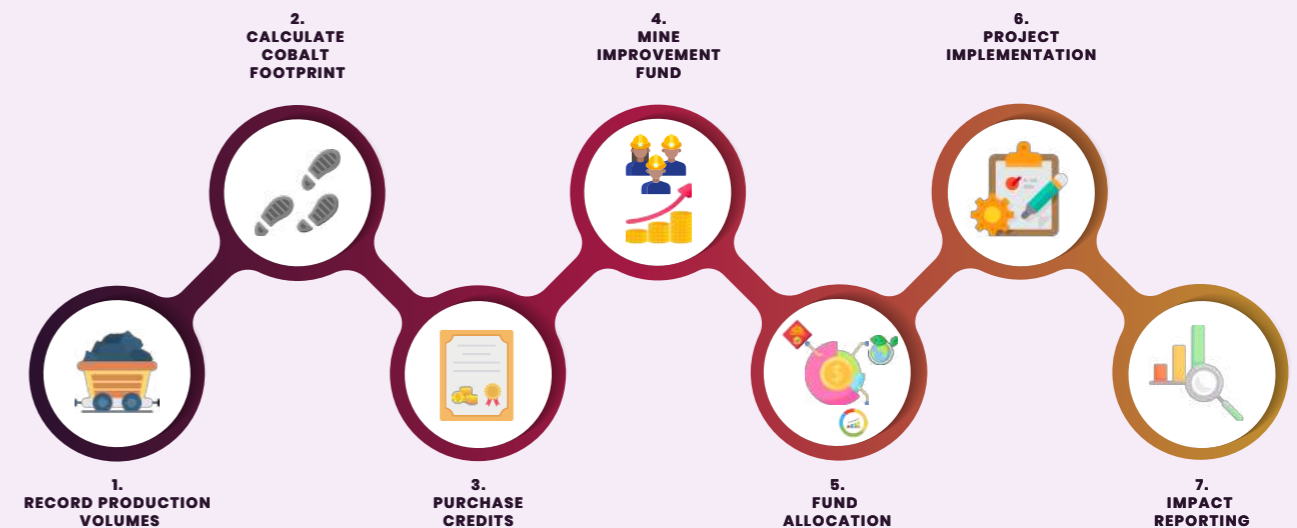 1.
RECORD PRODUCTION
VOLUMES
2.
CALCULATE
COBALT
FOOTPRINT
3.
PURCHASE
CREDITS
4.
MINE
IMPROVEMENT
FUND
5.
FUND
ALLOCATION
6.
PROJECT
IMPLEMENTATION
7.
IMPACT
REPORTING